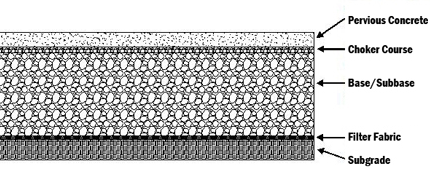 Pervious Concrete
Choker Course
Base/Subbase
Filter Fabric
Subgrade